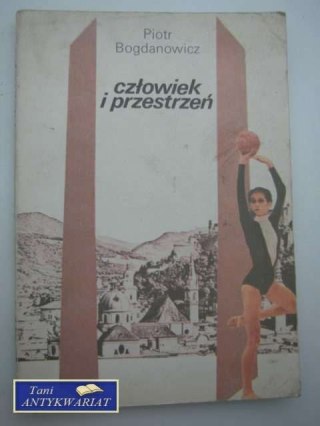 Piotr
Bogdanowicz
człowiek
i przestrzeń
Tani
ANTYKWARIAT